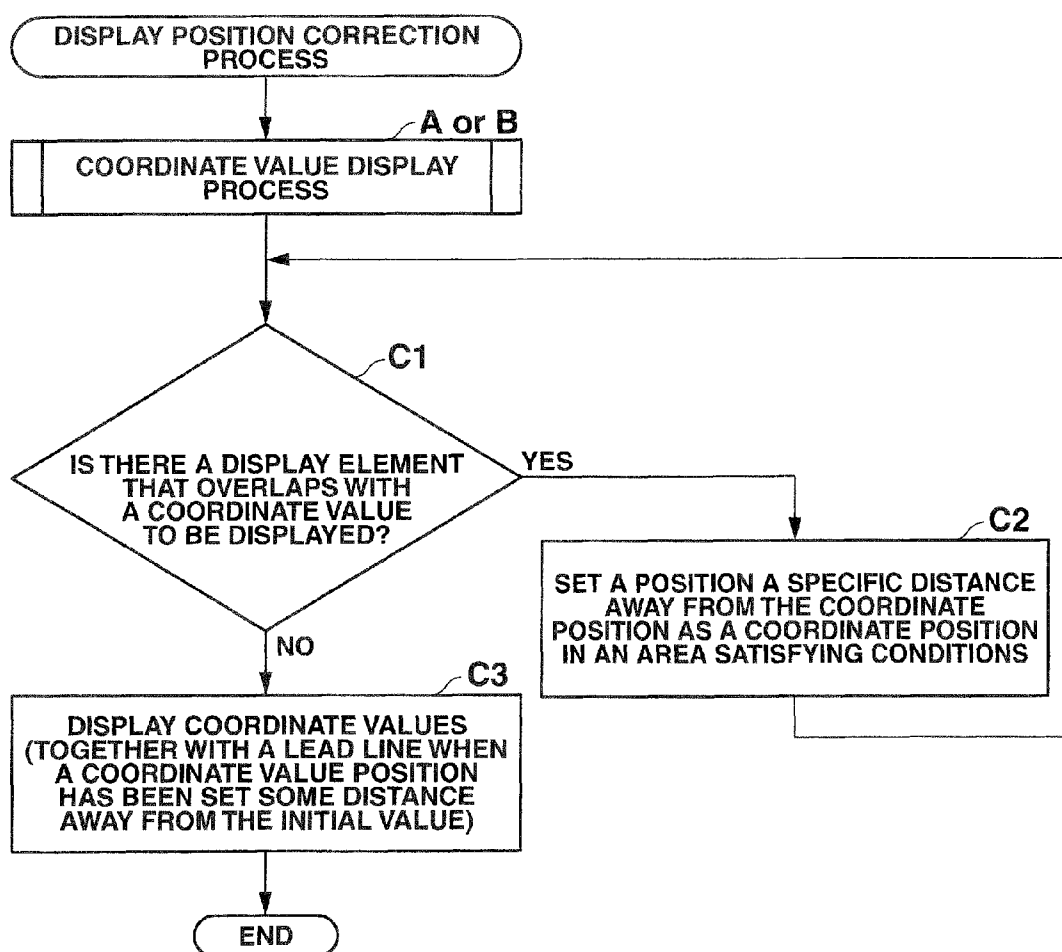 DISPLAY POSITION CORRECTION
PROCESS
A or B
COORDINATE VALUE DISPLAY
PROCESS
C1
IS THERE A DISPLAY ELEMENT
THAT OVERLAPS WITH
A COORDINATE VALUE
TO BE DISPLAYED?
YES
C2
SET A POSITION A SPECIFIC DISTANCE
AWAY FROM THE COORDINATE
POSITION AS A COORDINATE POSITION
IN AN AREA SATISFYING CONDITIONS
NO
C3
DISPLAY COORDINATE VALUES
(TOGETHER WITH A LEAD LINE WHEN
A COORDINATE VALUE POSITION
HAS BEEN SET SOME DISTANCE
AWAY FROM THE INITIAL VALUE)
END